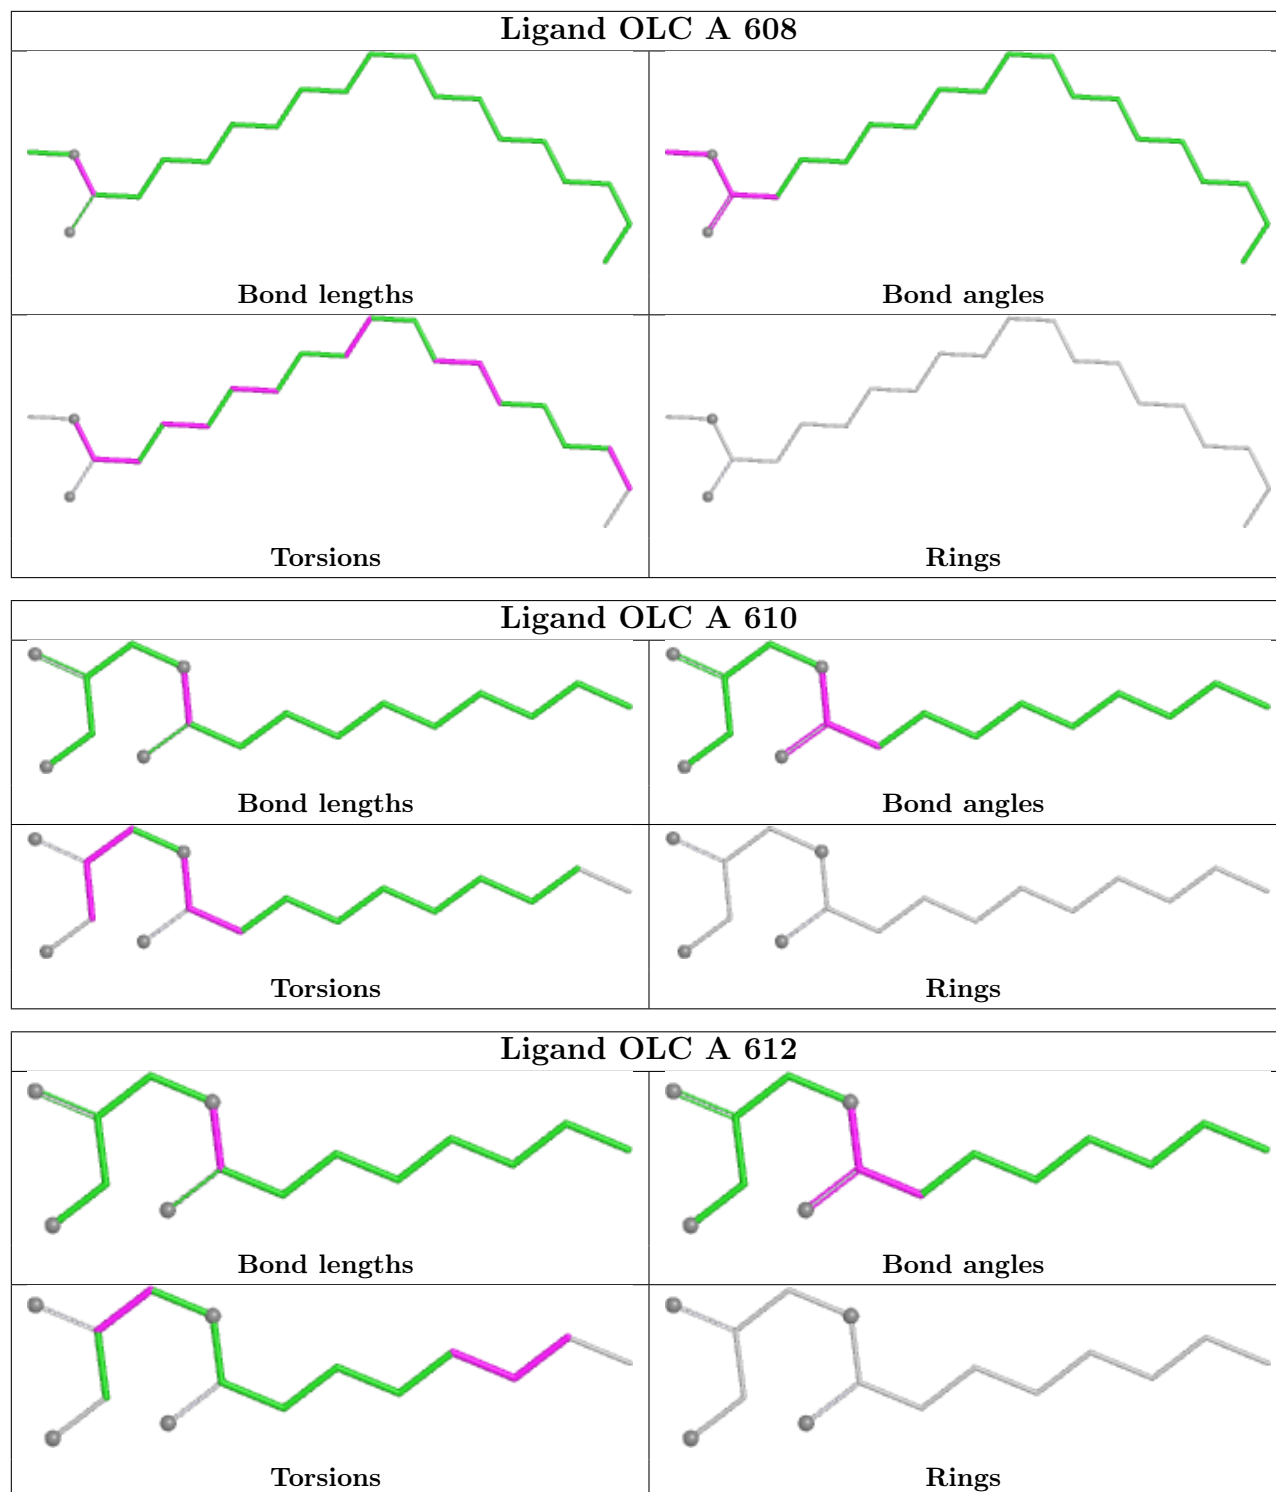 Ligand OLC A 608
Bond lengths
Bond angles
Torsions
Rings
Ligand OLC A 610
Bond lengths
Bond angles
Torsions
Rings
Ligand OLC A 612
Bond lengths
Bond angles
Torsions
Rings